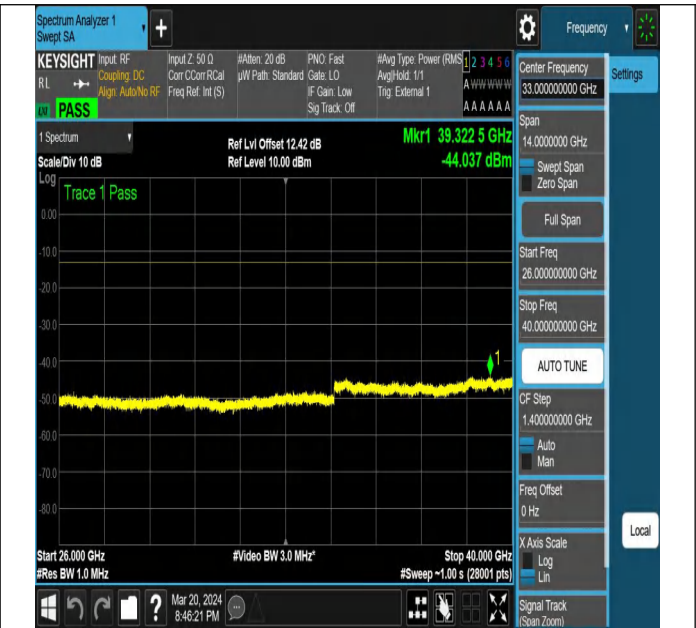 Spectrum Analyzer 1
Swept SA
+
Frequency
KEYSIGHT
RL
PASS
Input: RF
Coupling: DC
Align: Auto/No RF
Input Z: 50 Ω
Corr CCorr RCal
Freq Ref: Int (S)
#Atten: 20 dB
µW Path: Standard
PNO: Fast
Gate: LO
IF Gain: Low
Sig Track: Off
#Avg Type: Power (RMS
Avg|Hold: 1/1
Trig: External 1
1 2 3 4 5 6
A W W W W W
A A A A A A
Center Frequency
33.000000000 GHz
Settings
Span
14.0000000 GHz
Swept Span
Zero Span
Full Span
Start Freq
26.000000000 GHz
Stop Freq
40.000000000 GHz
AUTO TUNE
CF Step
1.400000000 GHz
Auto
Man
Freq Offset
0 Hz
X Axis Scale
Log
Lin
Signal Track
(Span Zoom)
Local
1 Spectrum
Scale/Div 10 dB
Ref Lvl Offset 12.42 dB
Ref Level 10.00 dBm
Mkr1 39.322 5 GHz
-44.037 dBm
Log
Trace 1 Pass
0.00
-10.0
-20.0
-30.0
-40.0
-50.0
-60.0
-70.0
-80.0
1
Start 26.000 GHz
#Res BW 1.0 MHz
#Video BW 3.0 MHz*
Stop 40.000 GHz
#Sweep ~1.00 s (28001 pts)
?
Mar 20, 2024
8:46:21 PM